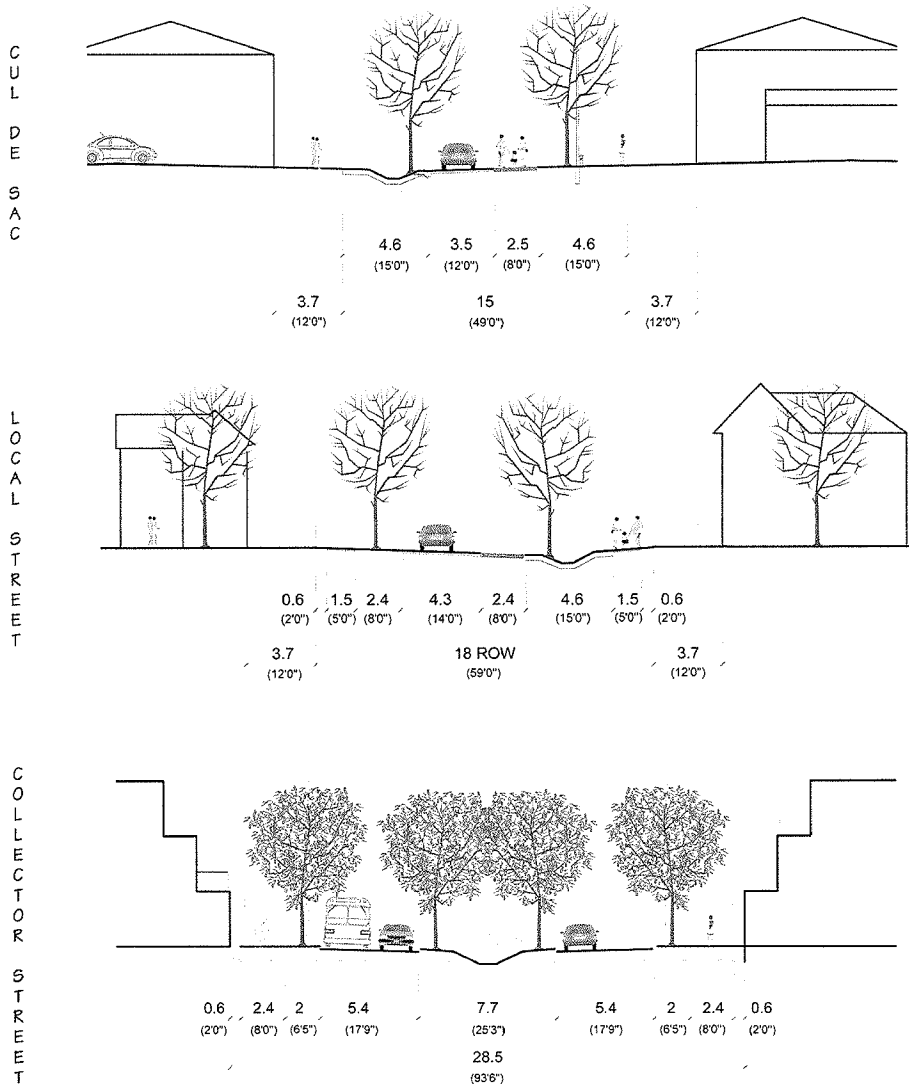 CUL DE SAC
4.6 3.5 2.5 4.6
(15'0") (12'0") (8'0") (15'0")
3.7 15 3.7
(12'0") (49'0") (12'0")
LOCAL STREET
0.6 1.5 2.4 4.3 2.4 4.6 1.5 0.6
(2'0") (5'0") (8'0") (14'0") (8'0") (15'0") (5'0") (2'0")
3.7 18 ROW 3.7
(12'0") (59'0") (12'0")
COLLECTOR STREET
0.6 2.4 2 5.4 7.7 5.4 2 2.4 0.6
(2'0") (8'0") (6'5") (17'9") (25'3") (17'9") (6'5") (8'0") (2'0")
28.5
(93'6")